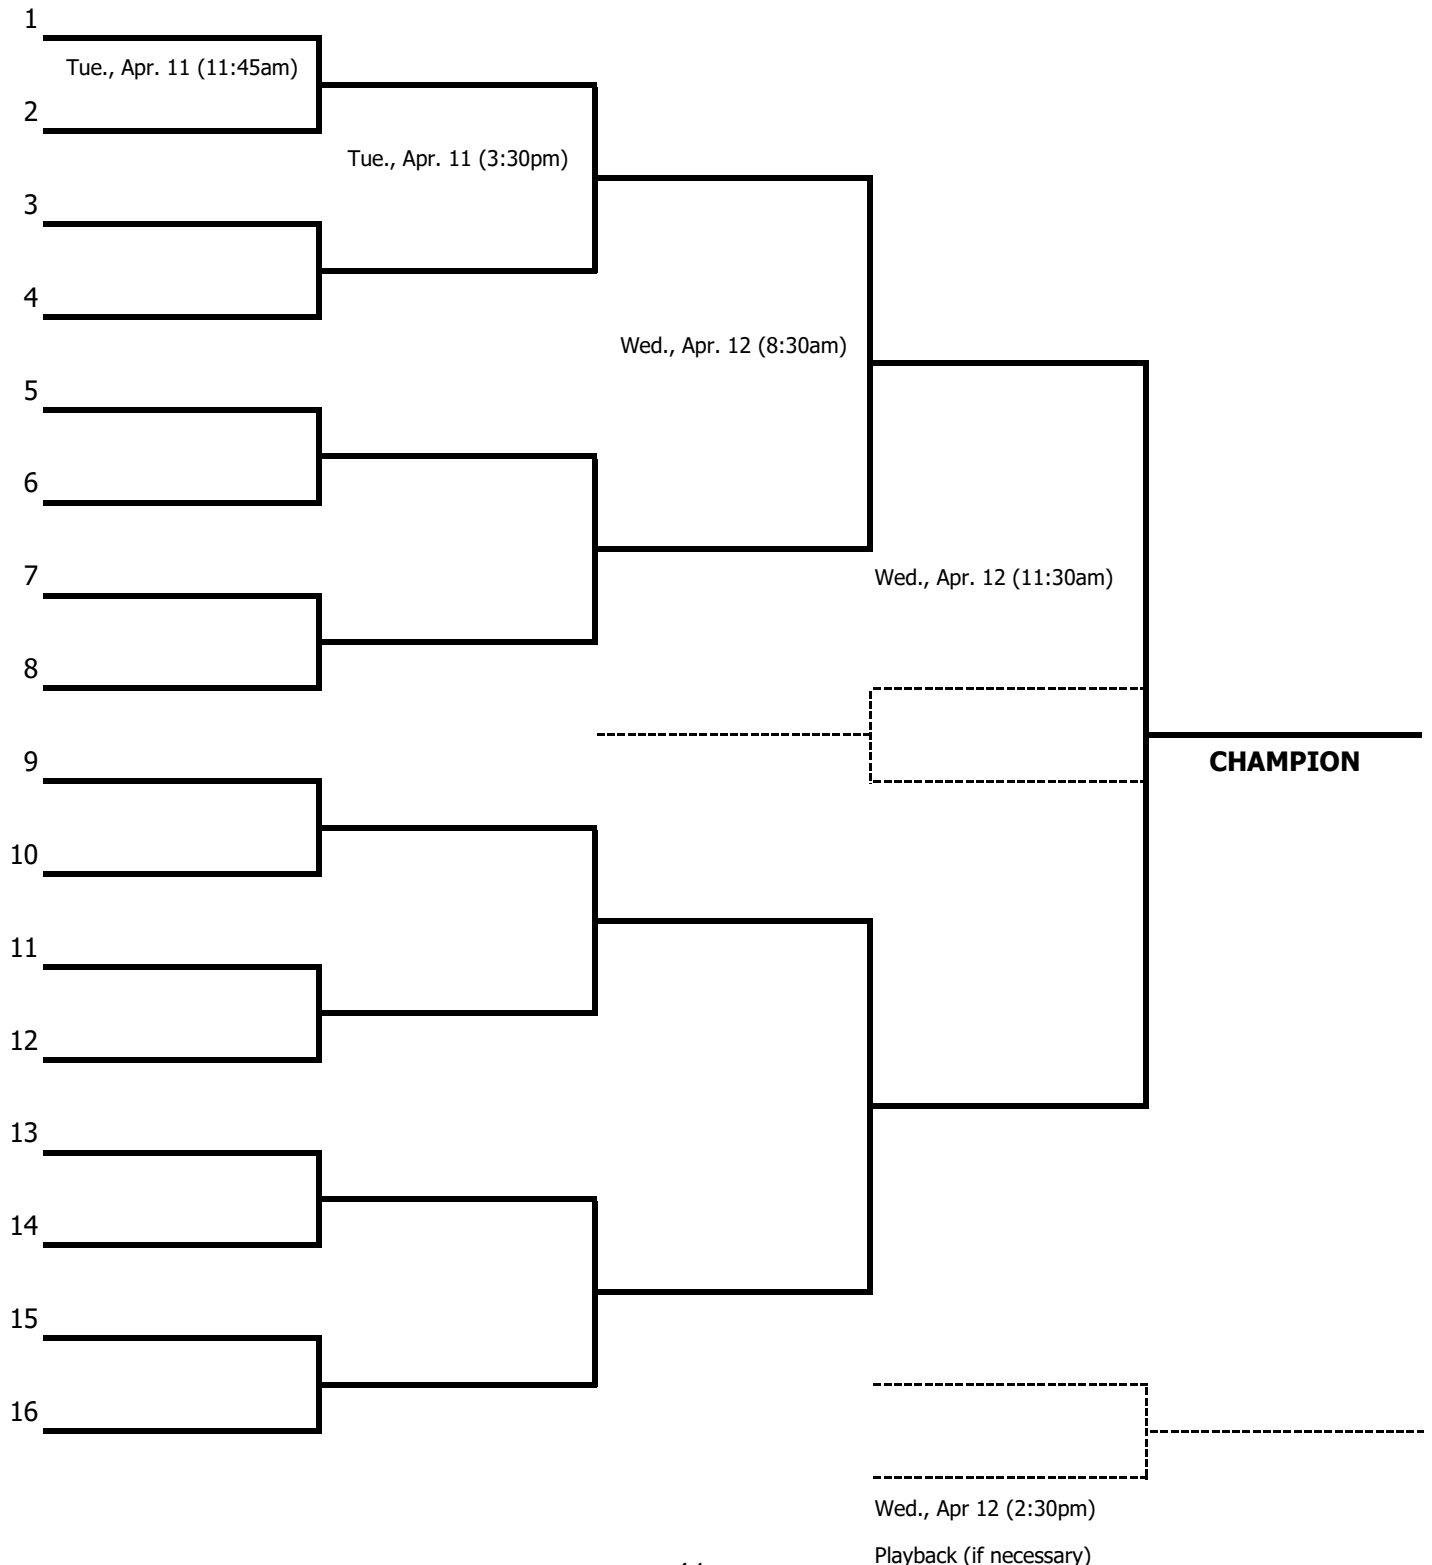 1
Tue., Apr. 11 (11:45am)
2
Tue., Apr. 11 (3:30pm)
3
4
Wed., Apr. 12 (8:30am)
5
6
7
Wed., Apr. 12 (11:30am)
8
9
CHAMPION
10
11
12
13
14
15
16
Wed., Apr 12 (2:30pm)
Playback (if necessary)